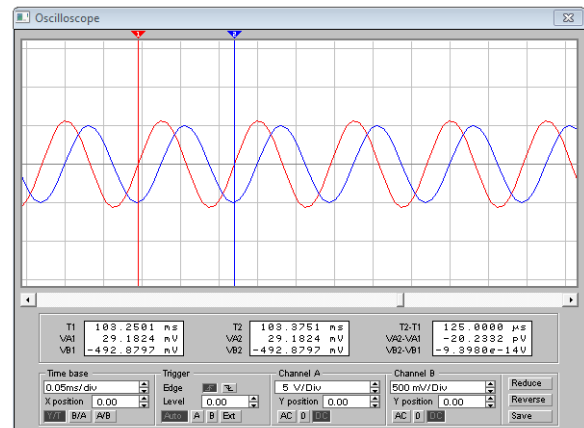 Oscilloscope
1 2
T1 103.2501 ms T2 103.3751 ms T2-T1 125.0000 µs
VA1 29.1824 mV VA2 29.1824 mV VA2-VA1 -20.2332 pV
VB1 -492.8797 mV VB2 -492.8797 mV VB2-VB1 -9.3980e-14V
Time base Trigger Channel A Channel B
0.05ms/div Edge 5 V/Div 500 mV/Div Reduce
X position 0.00 Level 0.00 Y position 0.00 Y position 0.00 Reverse
Y/T B/A A/B Auto A B Ext AC 0 DC AC 0 DC Save